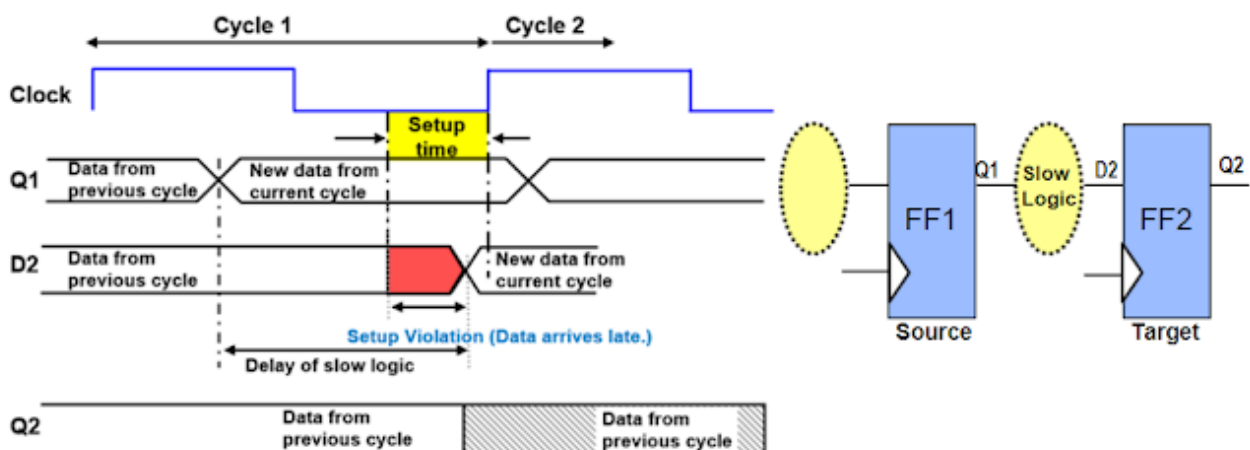 Cycle 1
Cycle 2
Clock
Setup
time
Q1
Data from
previous cycle
New data from
current cycle
D2
Data from
previous cycle
New data from
current cycle
Setup Violation (Data arrives late.)
Delay of slow logic
Q2
Data from
previous cycle
Data from
previous cycle
FF1
Source
Q1
Slow
Logic
D2
FF2
Target
Q2